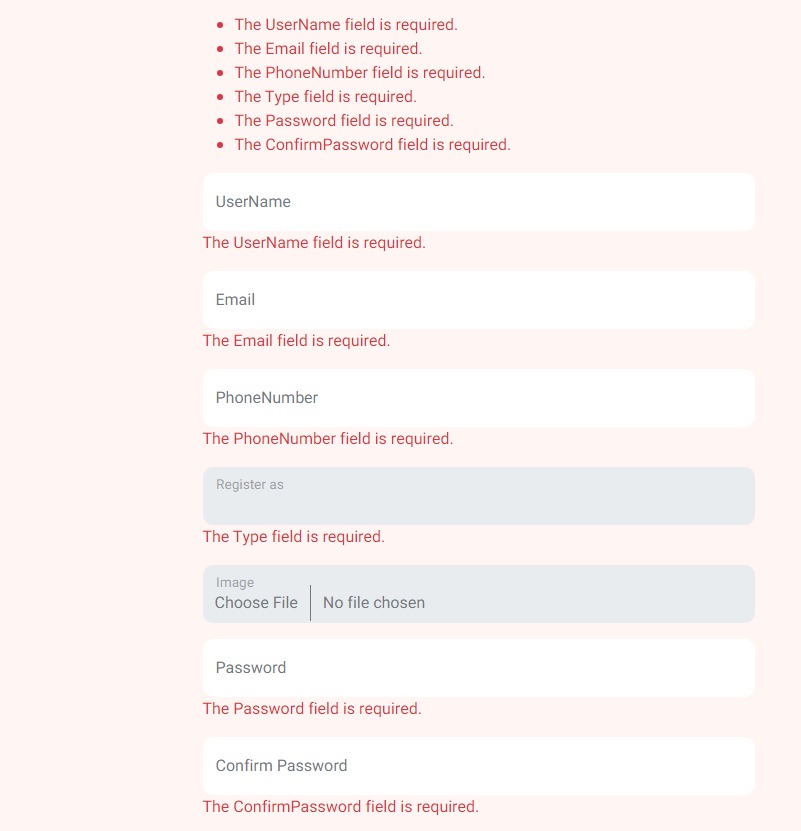 The UserName field is required.
The Email field is required.
The PhoneNumber field is required.
The Type field is required.
The Password field is required.
The ConfirmPassword field is required.
UserName
The UserName field is required.
Email
The Email field is required.
PhoneNumber
The PhoneNumber field is required.
Register as
The Type field is required.
Image
Choose File No file chosen
Password
The Password field is required.
Confirm Password
The ConfirmPassword field is required.